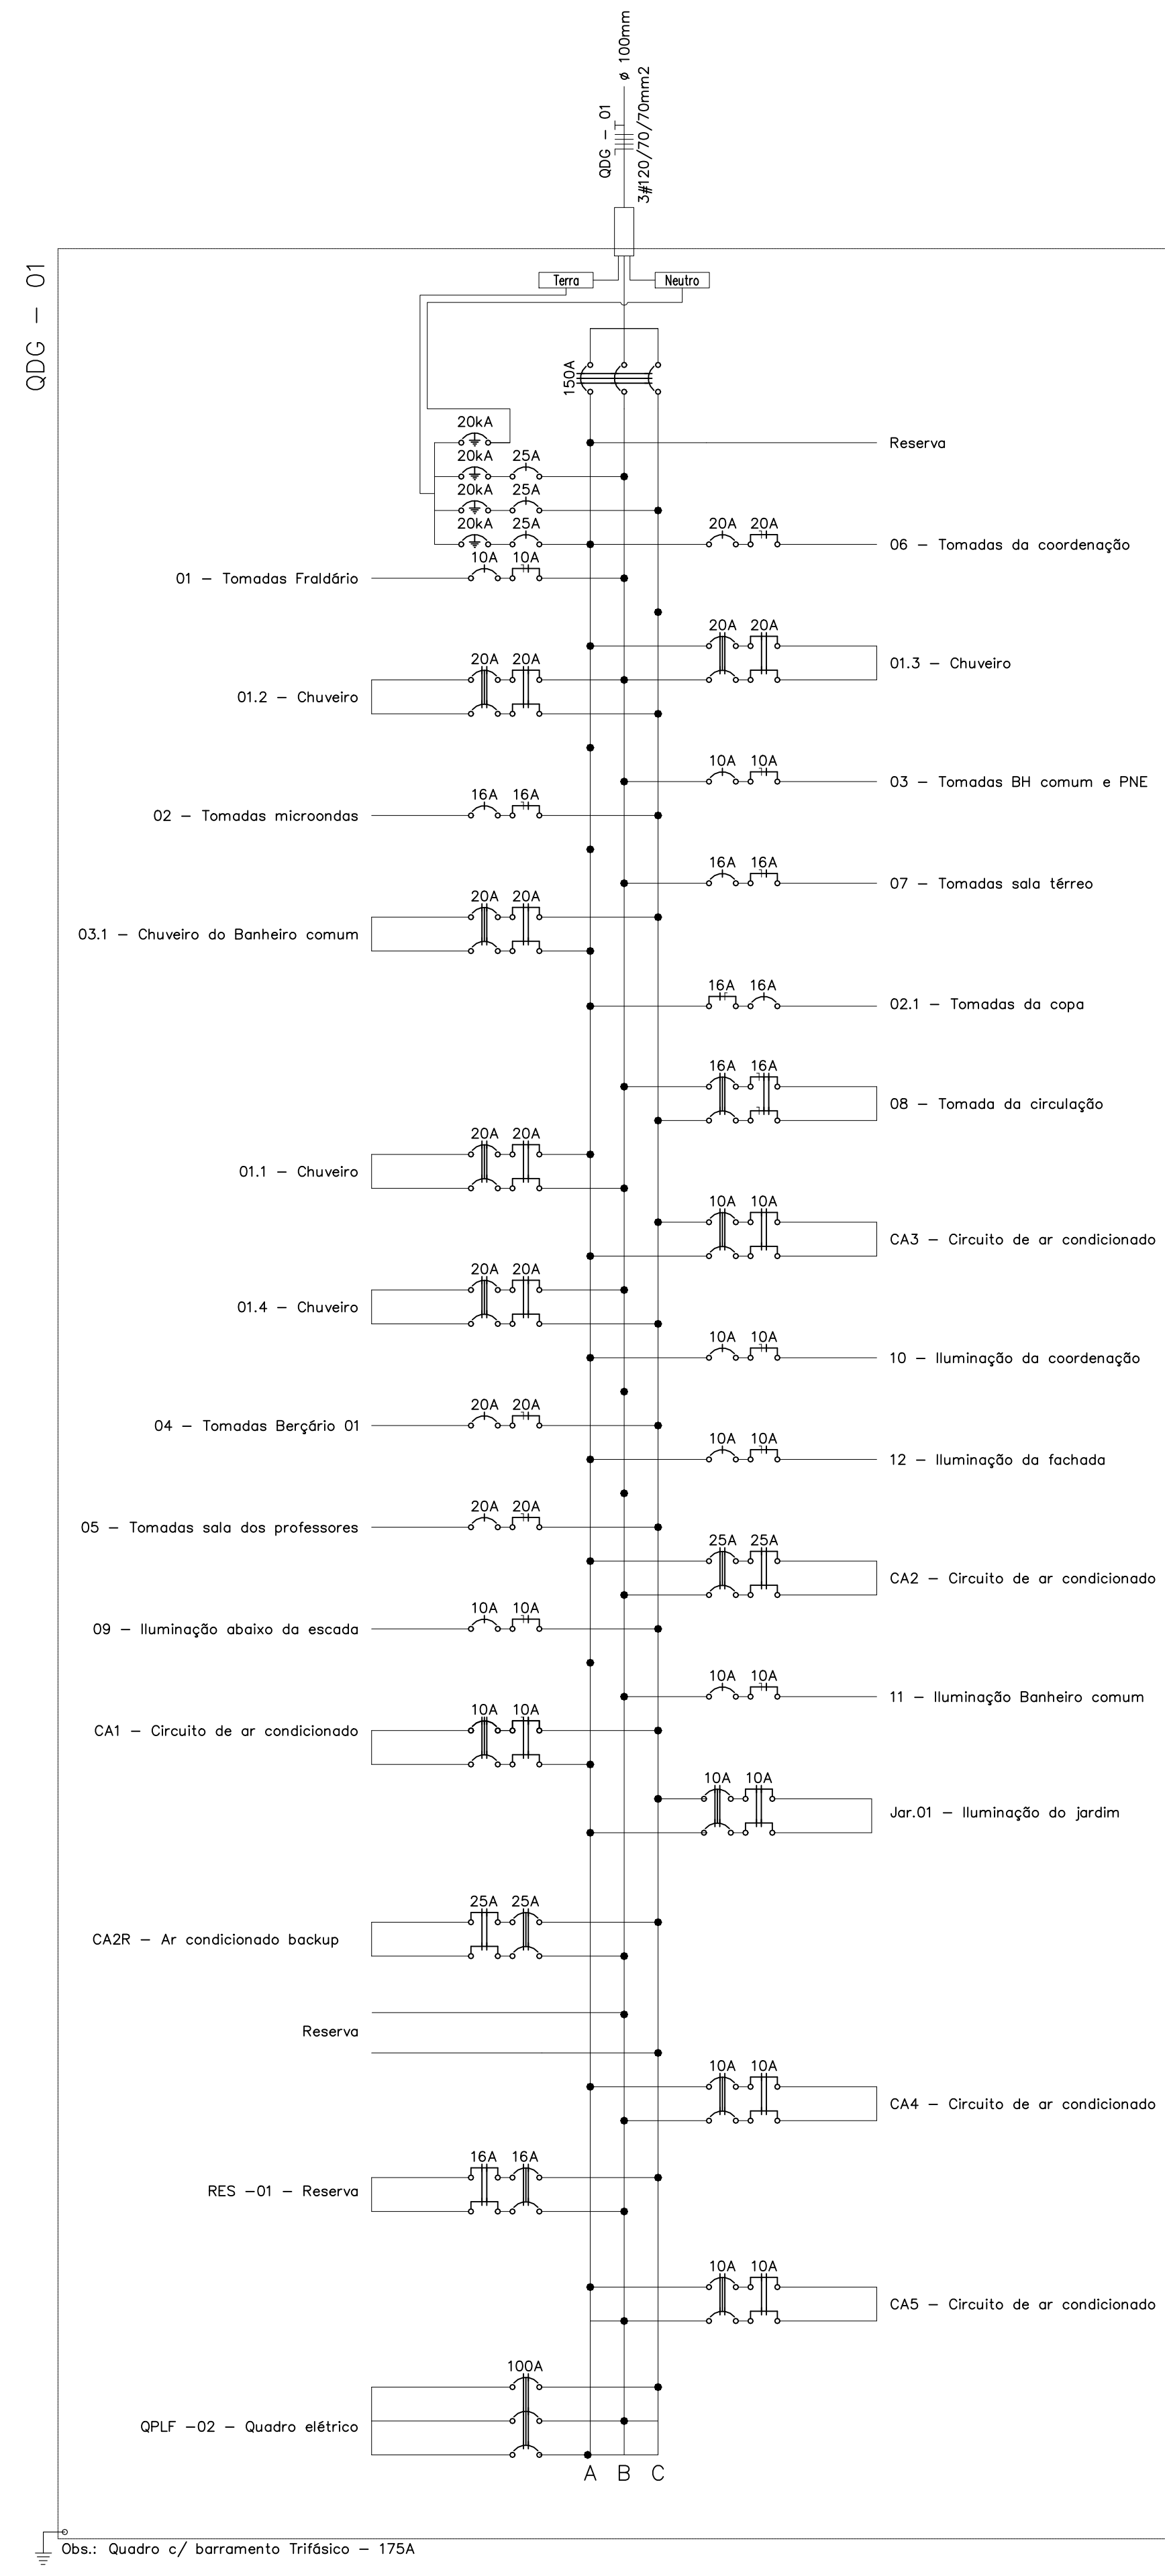 ø 100mm
QDG - 01
3#120/70/70mm2
QDG - 01
Terra
Neutro
150A
20kA
Reserva
20kA 25A
20kA 25A
20kA 25A
20A 20A
06 - Tomadas da coordenação
10A 10A
01 - Tomadas Fraldário
20A 20A
01.3 - Chuveiro
20A 20A
01.2 - Chuveiro
10A 10A
03 - Tomadas BH comum e PNE
16A 16A
02 - Tomadas microondas
16A 16A
07 - Tomadas sala térreo
20A 20A
03.1 - Chuveiro do Banheiro comum
16A 16A
02.1 - Tomadas da copa
16A 16A
08 - Tomada da circulação
20A 20A
01.1 - Chuveiro
10A 10A
CA3 - Circuito de ar condicionado
20A 20A
01.4 - Chuveiro
10A 10A
10 - Iluminação da coordenação
20A 20A
04 - Tomadas Berçário 01
10A 10A
12 - Iluminação da fachada
20A 20A
05 - Tomadas sala dos professores
25A 25A
CA2 - Circuito de ar condicionado
10A 10A
09 - Iluminação abaixo da escada
10A 10A
11 - Iluminação Banheiro comum
10A 10A
CA1 - Circuito de ar condicionado
10A 10A
Jar.01 - Iluminação do jardim
25A 25A
CA2R - Ar condicionado backup
Reserva
10A 10A
CA4 - Circuito de ar condicionado
16A 16A
RES -01 - Reserva
10A 10A
CA5 - Circuito de ar condicionado
100A
QPLF -02 - Quadro elétrico
A B C
Obs.: Quadro c/ barramento Trifásico - 175A